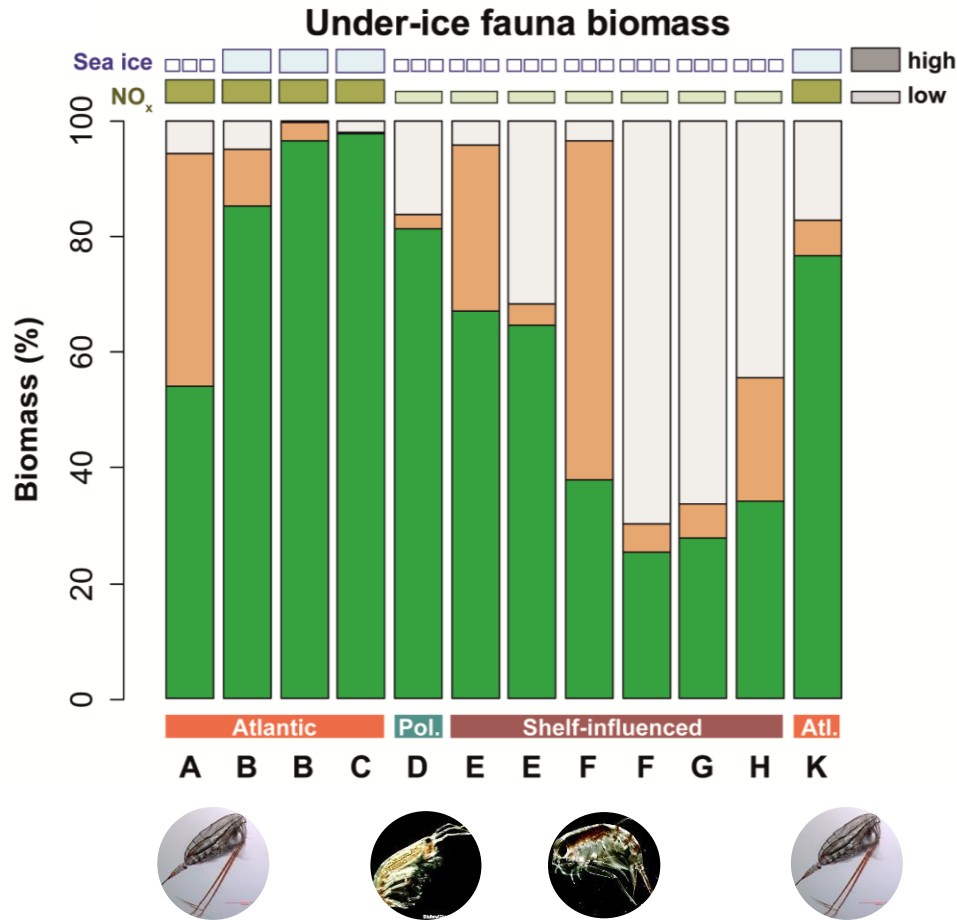 Under-ice fauna biomass
Sea ice
high
NOx
low
Biomass (%)
100
80
60
40
20
0
Atlantic Pol. Shelf-influenced Atl.
A B B C D E E F F G H K